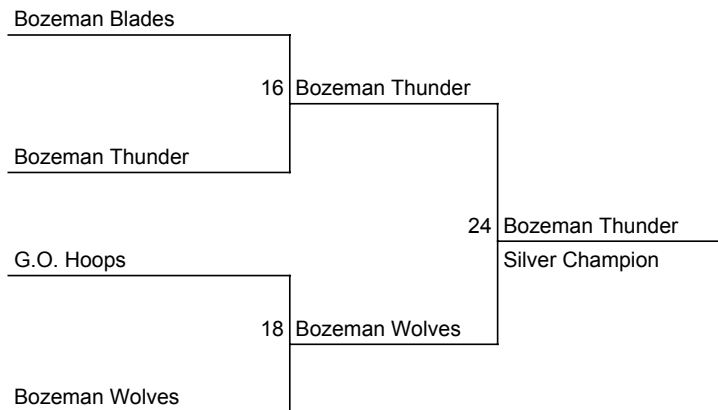 Bozeman Blades
16 Bozeman Thunder
Bozeman Thunder
24 Bozeman Thunder
G.O. Hoops
Silver Champion
18 Bozeman Wolves
Bozeman Wolves